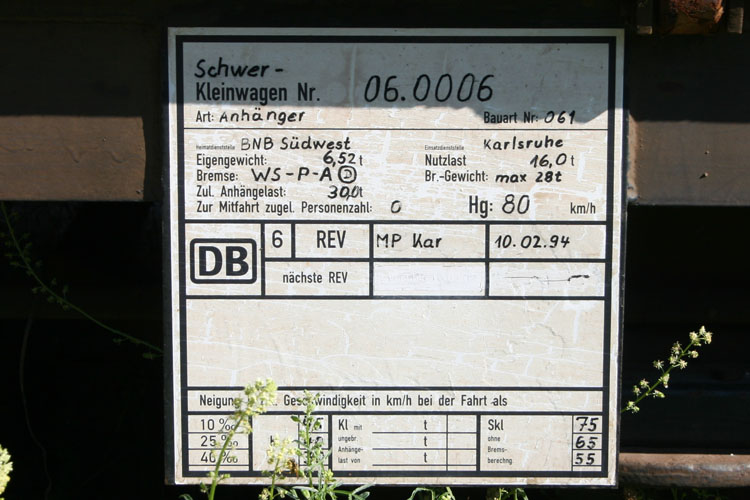 Schwer-
Kleinwagen Nr. 06.0006
Art: Anhänger Bauart Nr: 061
Heimatdienststelle BNB Südwest Einsatzdienststelle Karlsruhe
Eigengewicht: 6,52 t Nutzlast 16,0 t
Bremse: WS-P-A Br.-Gewicht: max 28t
Zul. Anhängelast: 30,0t
Zur Mitfahrt zugel. Personenzahl: 0 Hg: 80 km/h
DB 6 REV MP Kar 10.02.94
nächste REV
Neigung Geschwindigkeit in km/h bei der Fahrt als
10 ‰ Kl mit t Skl 75
25 ‰ ungebr. t ohne 65
40 ‰ Anhänge- Brems-
last von t berechng. 55